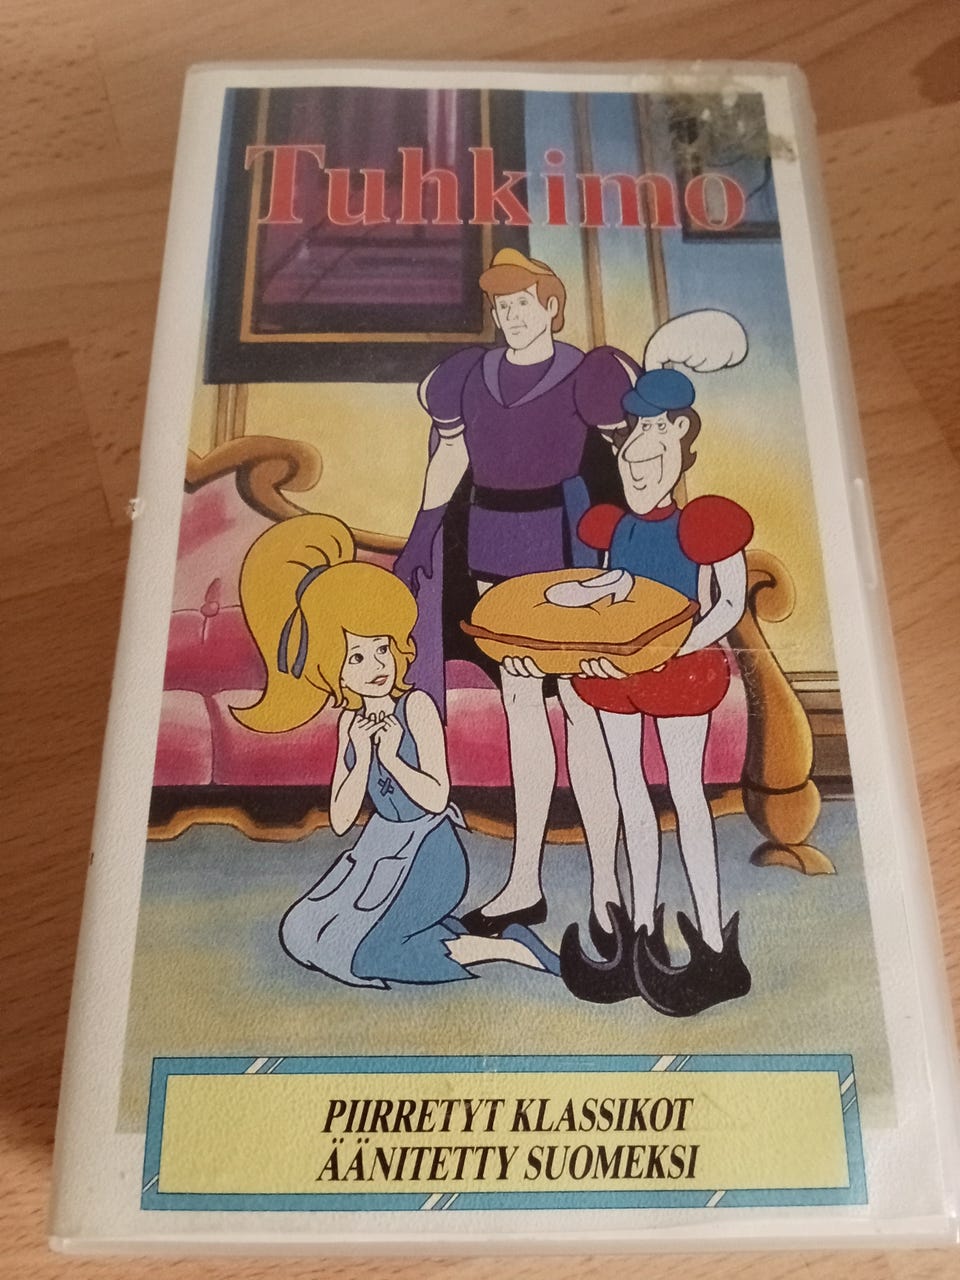 Tuhkimo
PIIRRETYT KLASSIKOT
ÄÄNITETTY SUOMEKSI